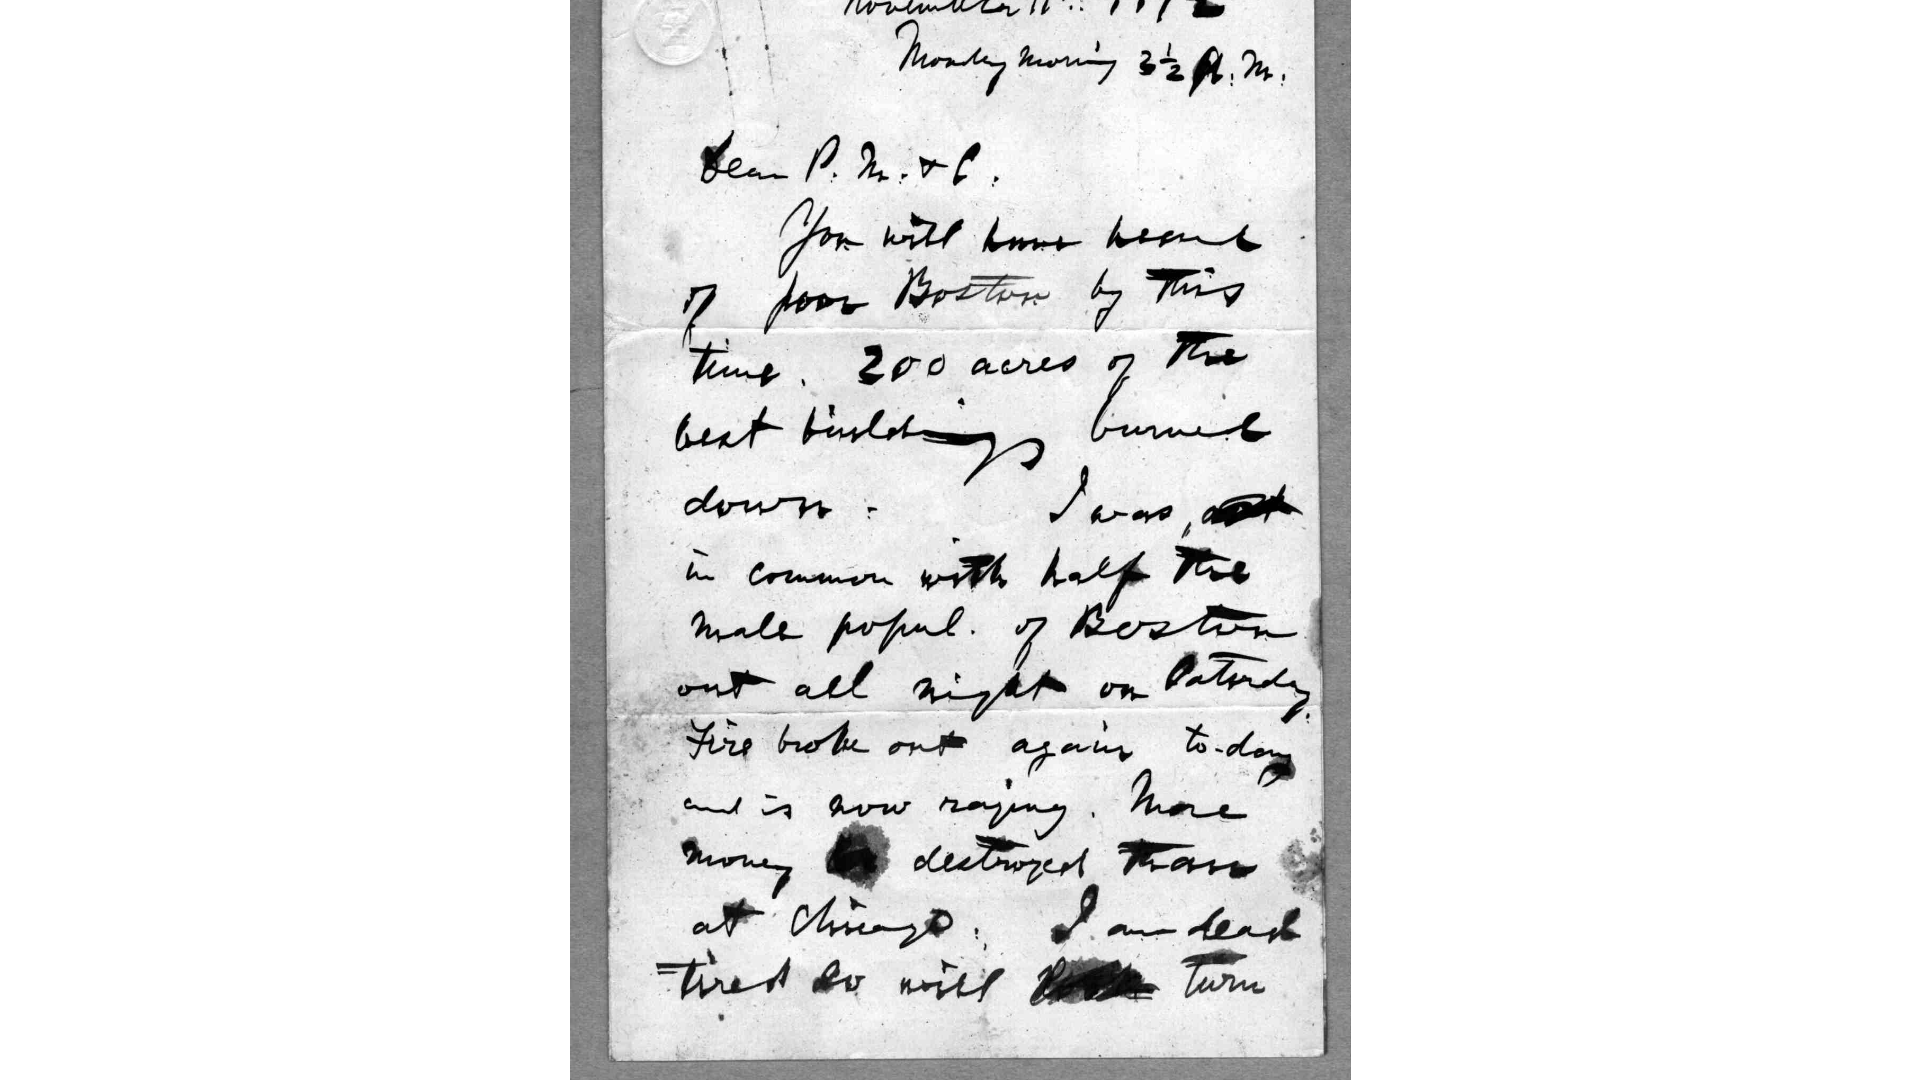 November 11th. 1872
Monday morning 3½ A. M.
Dear P. M. & C.
You will have heard
of poor Boston by this
time. 200 acres of the
best buildings burned
down. I was,
in common with half the
male popul. of Boston
out all night on Saturday.
Fire broke out again to-day
and is now raging. More
money destroyed than
at Chicago. I am dead
tired so will turn